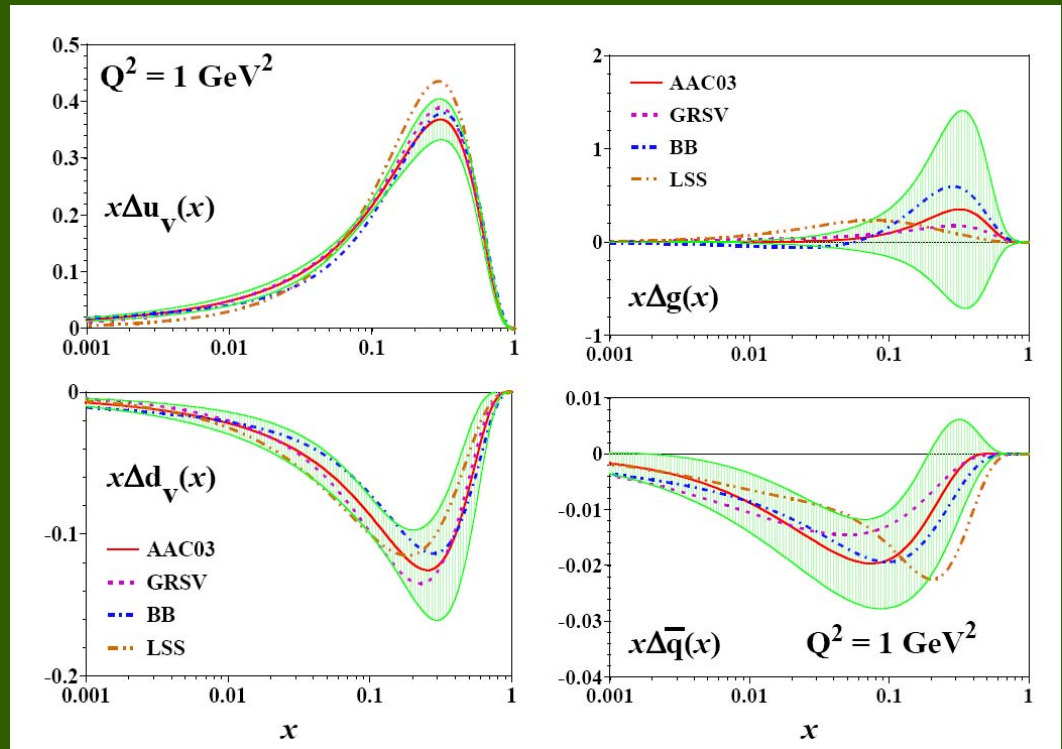 0.5
Q² = 1 GeV²
0.4
0.3
xΔu_v(x)
0.2
0.1
0
0.001 0.01 0.1 1
2
AAC03
GRSV
BB
LSS
1
0
xΔg(x)
-1
0.001 0.01 0.1 1
0
xΔd_v(x)
-0.1
AAC03
GRSV
BB
LSS
-0.2
0.001 0.01 0.1 1
x
0.01
0
-0.01
-0.02
-0.03
xΔq̅(x) Q² = 1 GeV²
-0.04
0.001 0.01 0.1 1
x